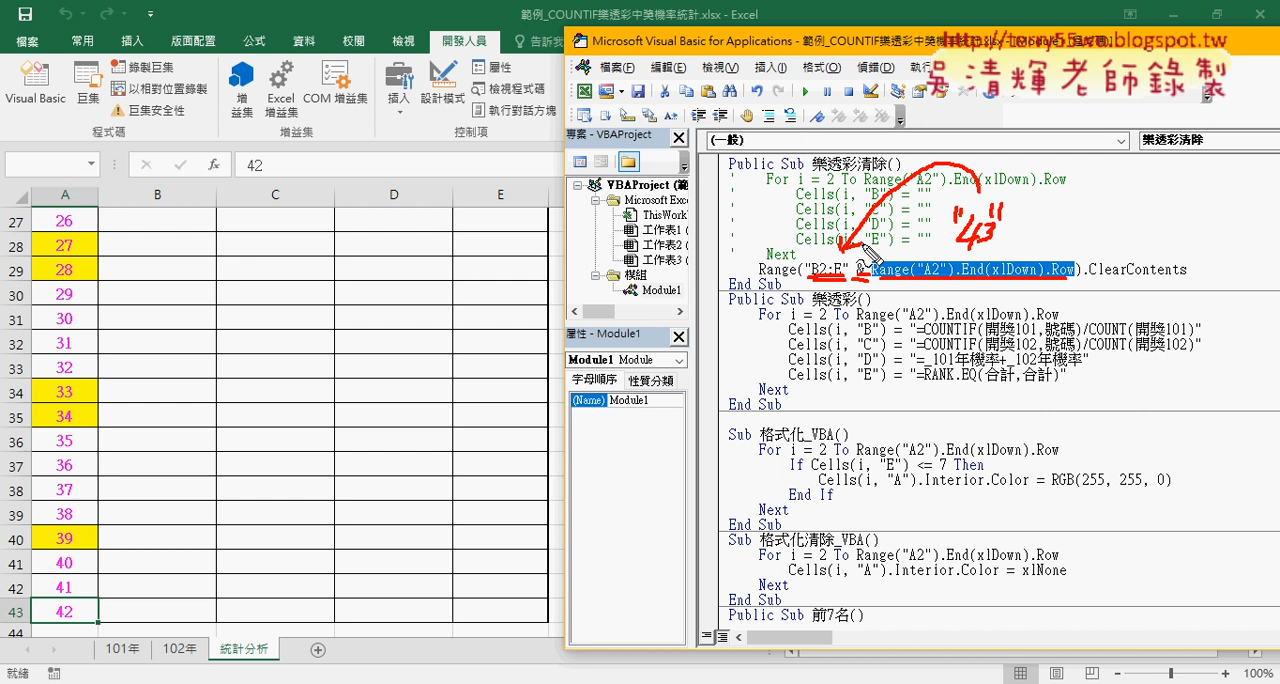 範例_COUNTIF樂透彩中獎機率統計.xlsx - Excel
檔案 常用 插入 版面配置 公式 資料 校閱 檢視 開發人員 告訴我
Visual Basic
巨集
錄製巨集
以相對位置錄製
巨集安全性
程式碼
增益集
Excel 增益集
COM 增益集
增益集
插入
設計模式
屬性
檢視程式碼
執行對話方塊
控制項
fx 42
A B C D E
27 26
28 27
29 28
30 29
31 30
32 31
33 32
34 33
35 34
36 35
37 36
38 37
39 38
40 39
41 40
42 41
43 42
44
101年 102年 統計分析
就緒
100%
Microsoft Visual Basic for Applications - 範例_COUNTIF樂透彩中獎機率統計.xlsx
吳清輝老師錄製
檔案(F) 編輯(E) 檢視(V) 插入(I) 格式(O) 偵錯(D)
專案 - VBAProject
VBAProject (範
Microsoft Exce
ThisWork
工作表1
工作表2
工作表3
模組
Module1
屬性 - Module1
Module1 Module
字母順序 性質分類
(Name) Module1
(一般) 樂透彩清除
Public Sub 樂透彩清除()
' For i = 2 To Range("A2").End(xlDown).Row
' Cells(i, "B") = ""
' Cells(i, "C") = ""
' Cells(i, "D") = ""
' Cells(i, "E") = ""
' Next
"43"
Range("B2:E" & Range("A2").End(xlDown).Row).ClearContents
End Sub
Public Sub 樂透彩()
For i = 2 To Range("A2").End(xlDown).Row
Cells(i, "B") = "=COUNTIF(開獎101,號碼)/COUNT(開獎101)"
Cells(i, "C") = "=COUNTIF(開獎102,號碼)/COUNT(開獎102)"
Cells(i, "D") = "=_101年機率+_102年機率"
Cells(i, "E") = "=RANK.EQ(合計,合計)"
Next
End Sub
Sub 格式化_VBA()
For i = 2 To Range("A2").End(xlDown).Row
If Cells(i, "E") <= 7 Then
Cells(i, "A").Interior.Color = RGB(255, 255, 0)
End If
Next
End Sub
Sub 格式化清除_VBA()
For i = 2 To Range("A2").End(xlDown).Row
Cells(i, "A").Interior.Color = xlNone
Next
End Sub
Public Sub 前7名()